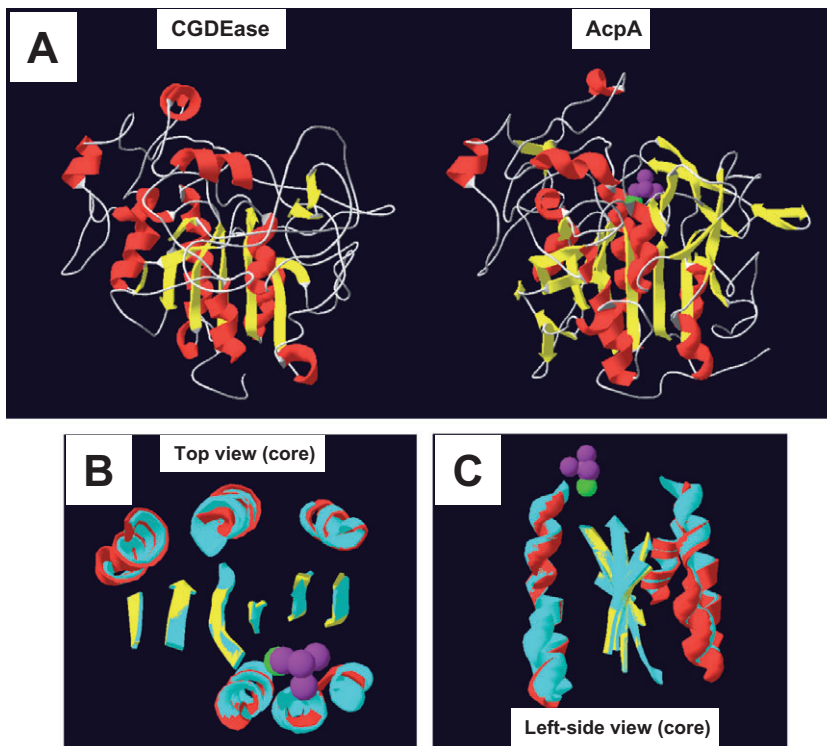 A
CGDEase
AcpA
B
Top view (core)
C
Left-side view (core)